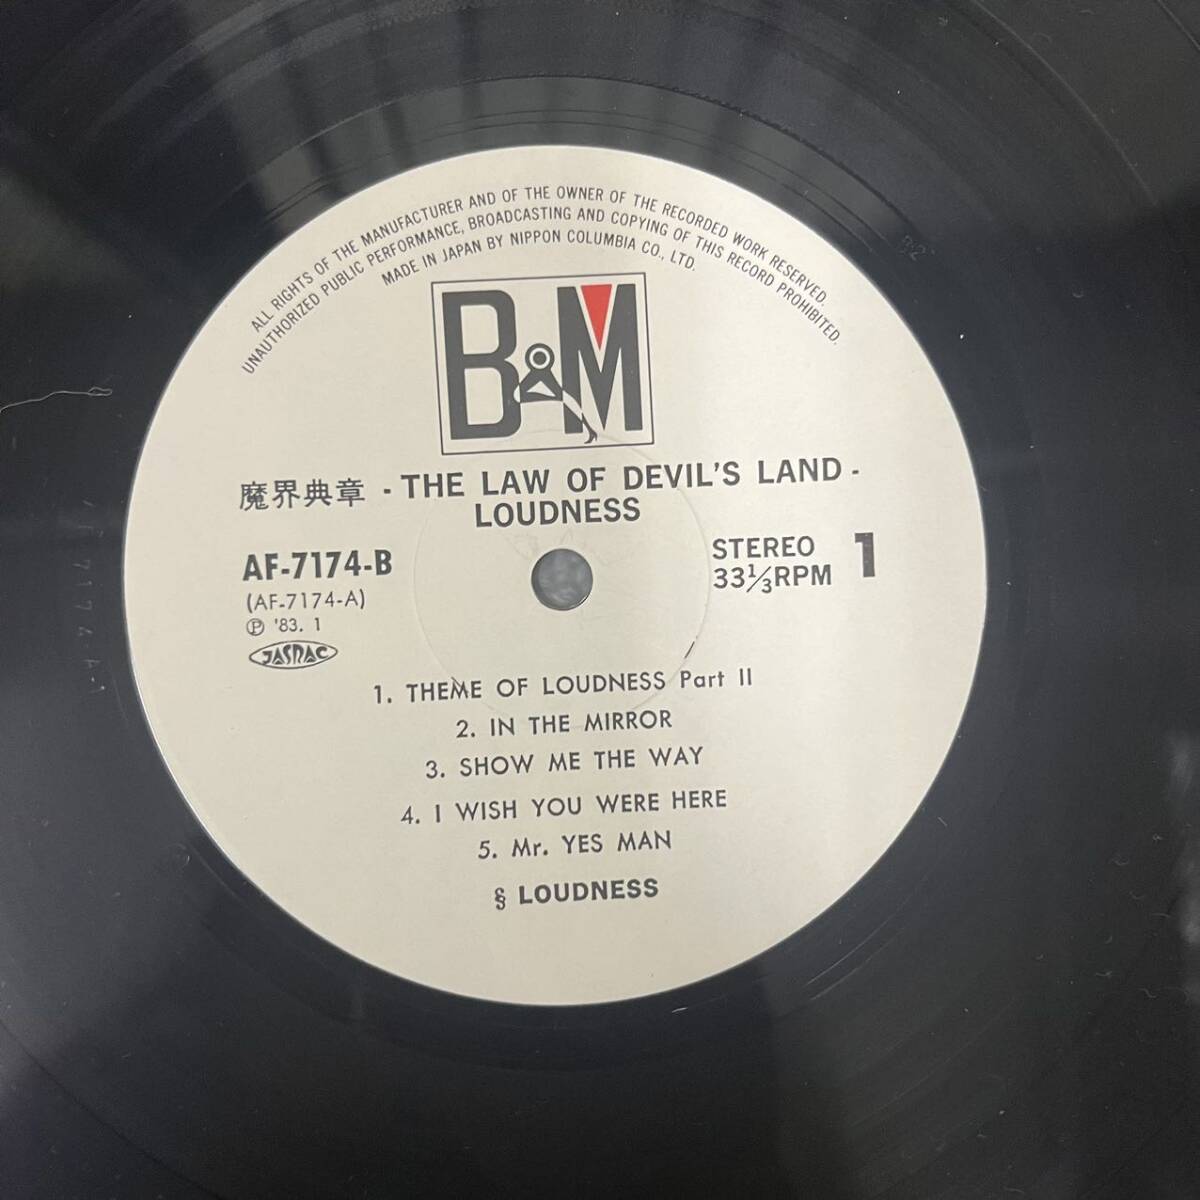 ALL RIGHTS OF THE MANUFACTURER AND OF THE OWNER OF THE RECORDED WORK RESERVED.
UNAUTHORIZED PUBLIC PERFORMANCE, BROADCASTING AND COPYING OF THIS RECORD PROHIBITED.
MADE IN JAPAN BY NIPPON COLUMBIA CO., LTD.
B&M
魔界典章 - THE LAW OF DEVIL'S LAND -
LOUDNESS
AF-7174-B
(AF-7174-A)
Ⓟ '83. 1
JASRAC
STEREO 1
33 1/3 RPM
1. THEME OF LOUDNESS Part II
2. IN THE MIRROR
3. SHOW ME THE WAY
4. I WISH YOU WERE HERE
5. Mr. YES MAN
§ LOUDNESS